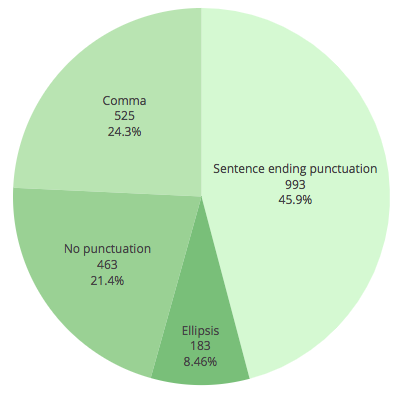 Comma
525
24.3%
Sentence ending punctuation
993
45.9%
No punctuation
463
21.4%
Ellipsis
183
8.46%